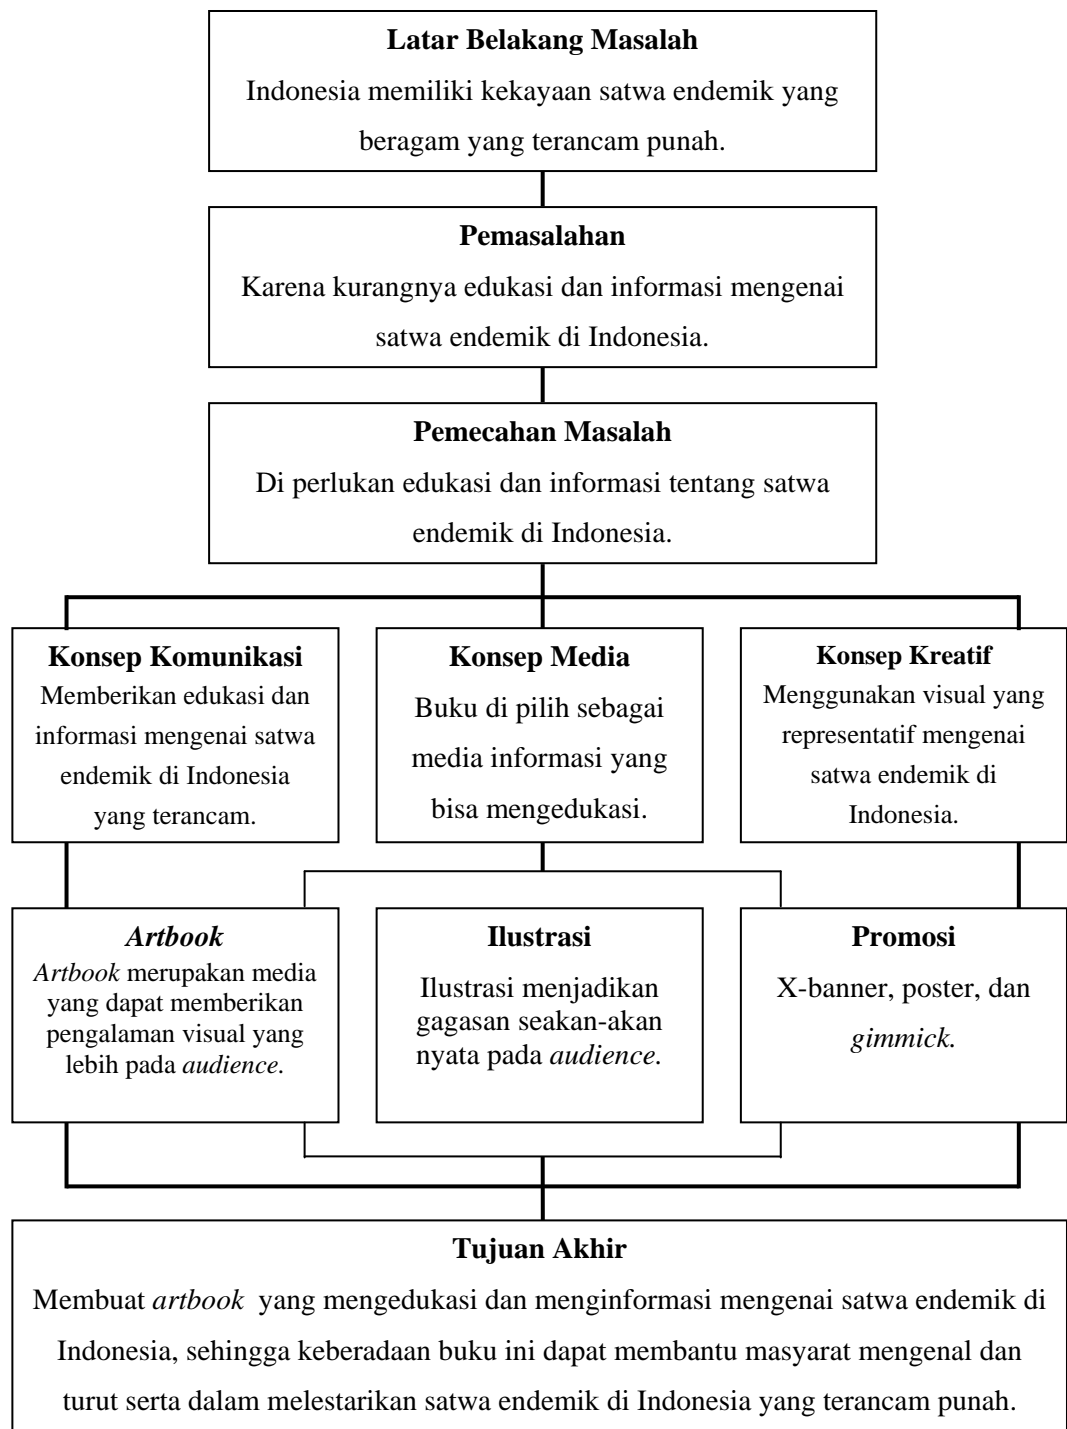 Latar Belakang Masalah
Indonesia memiliki kekayaan satwa endemik yang
beragam yang terancam punah.
Pemasalahan
Karena kurangnya edukasi dan informasi mengenai
satwa endemik di Indonesia.
Pemecahan Masalah
Di perlukan edukasi dan informasi tentang satwa
endemik di Indonesia.
Konsep Komunikasi
Memberikan edukasi dan
informasi mengenai satwa
endemik di Indonesia
yang terancam.
Konsep Media
Buku di pilih sebagai
media informasi yang
bisa mengedukasi.
Konsep Kreatif
Menggunakan visual yang
representatif mengenai
satwa endemik di
Indonesia.
Artbook
Artbook merupakan media
yang dapat memberikan
pengalaman visual yang
lebih pada audience.
Ilustrasi
Ilustrasi menjadikan
gagasan seakan-akan
nyata pada audience.
Promosi
X-banner, poster, dan
gimmick.
Tujuan Akhir
Membuat artbook yang mengedukasi dan menginformasi mengenai satwa endemik di
Indonesia, sehingga keberadaan buku ini dapat membantu masyarat mengenal dan
turut serta dalam melestarikan satwa endemik di Indonesia yang terancam punah.